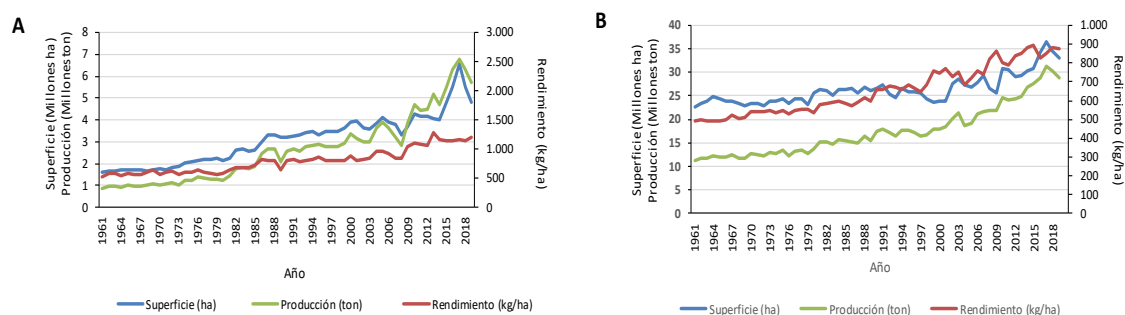 A
Superficie (Millones ha)
Producción (Millones ton)
8
7
6
5
4
3
2
1
0
3.000
2.500
2.000
1.500
1.000
500
0
Rendimiento (kg/ha)
1961 1964 1967 1970 1973 1976 1979 1982 1985 1988 1991 1994 1997 2000 2003 2006 2009 2012 2015 2018
Año
Superficie (ha) Producción (ton) Rendimiento (kg/ha)
B
Superficie (Millones ha)
Producción (Millones ton)
40
35
30
25
20
15
10
5
0
1.000
900
800
700
600
500
400
300
200
100
0
Rendimiento (kg/ha)
1961 1964 1967 1970 1973 1976 1979 1982 1985 1988 1991 1994 1997 2000 2003 2006 2009 2012 2015 2018
Año
Superficie (ha) Producción (ton) Rendimiento (kg/ha)